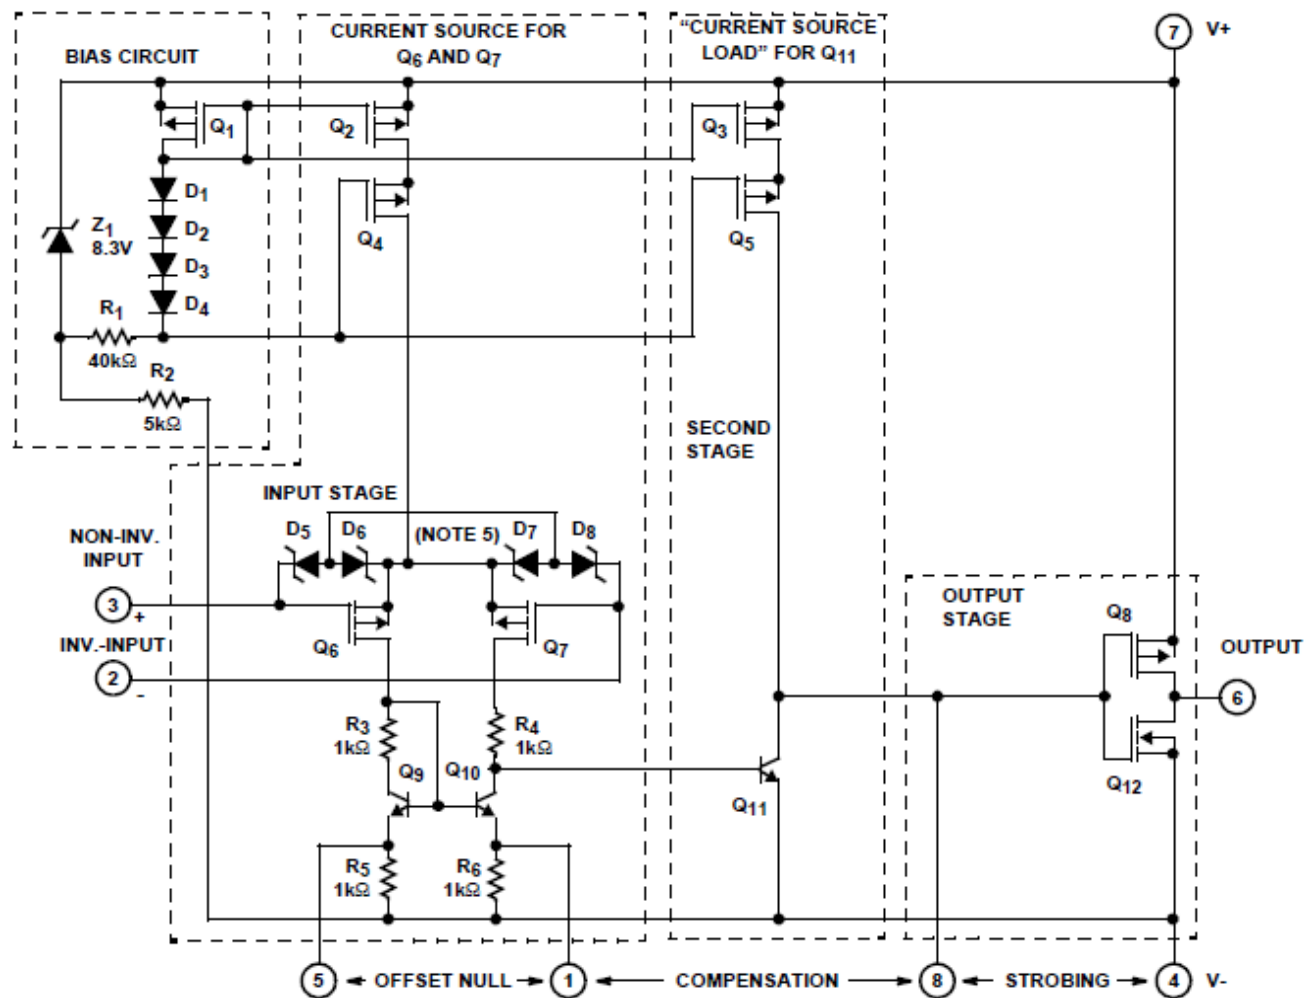 BIAS CIRCUIT
CURRENT SOURCE FOR
Q6 AND Q7
“CURRENT SOURCE
LOAD” FOR Q11
7
V+
Q1
Q2
Q3
D1
D2
D3
D4
Q4
Q5
Z1
8.3V
R1
40kΩ
R2
5kΩ
SECOND
STAGE
INPUT STAGE
D5
D6
(NOTE 5)
D7
D8
NON-INV.
INPUT
3
+
INV.-INPUT
2
-
Q6
Q7
OUTPUT
STAGE
Q8
OUTPUT
6
R3
1kΩ
R4
1kΩ
Q9
Q10
Q11
Q12
R5
1kΩ
R6
1kΩ
5
OFFSET NULL
1
COMPENSATION
8
STROBING
4
V-